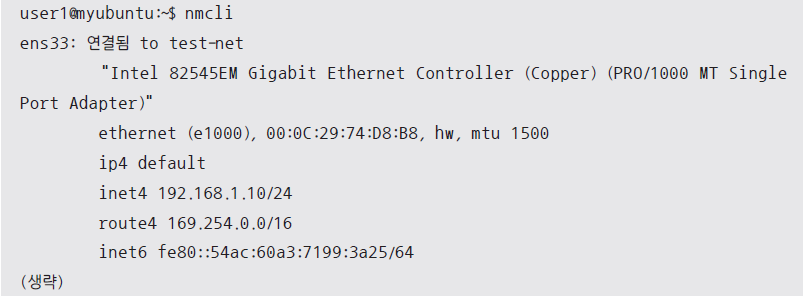 user1@myubuntu:~$ nmcli
ens33: 연결됨 to test-net
"Intel 82545EM Gigabit Ethernet Controller (Copper) (PRO/1000 MT Single
Port Adapter)"
ethernet (e1000), 00:0C:29:74:D8:B8, hw, mtu 1500
ip4 default
inet4 192.168.1.10/24
route4 169.254.0.0/16
inet6 fe80::54ac:60a3:7199:3a25/64
(생략)